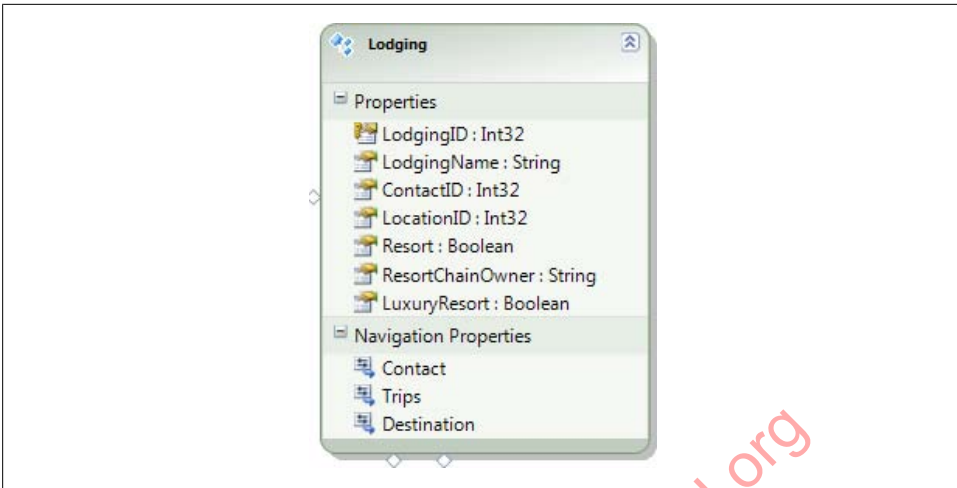 Lodging
Properties
LodgingID : Int32
LodgingName : String
ContactID : Int32
LocationID : Int32
Resort : Boolean
ResortChainOwner : String
LuxuryResort : Boolean
Navigation Properties
Contact
Trips
Destination
.org